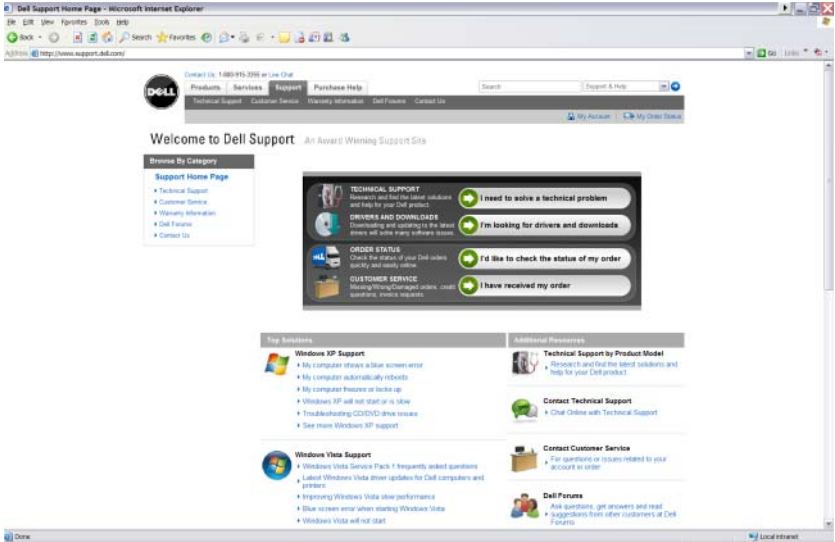 Dell Support Home Page - Microsoft Internet Explorer
File Edit View Favorites Tools Help
Back Search Favorites
Address http://www.support.dell.com/ Go Links
Contact Us: 1-880-915-3355 or Live Chat
DELL Products Services Support Purchase Help Search Support & Help
Technical Support Customer Service Warranty Information Dell Forums Contact Us
My Account My Order Status
Welcome to Dell Support An Award Winning Support Site
Browse By Category
Support Home Page
Technical Support
Customer Service
Warranty Information
Dell Forums
Contact Us
TECHNICAL SUPPORT
Research and find the latest solutions
and help for your Dell product.
I need to solve a technical problem
DRIVERS AND DOWNLOADS
Downloading and updating to the latest
drivers will solve many software issues.
I'm looking for drivers and downloads
DELL
ORDER STATUS
Check the status of your Dell orders
quickly and easily online.
I'd like to check the status of my order
CUSTOMER SERVICE
Missing/Wrong/Damaged orders, credit
questions, invoice requests.
I have received my order
Top Solutions
Windows XP Support
My computer shows a blue screen error
My computer automatically reboots
My computer freezes or locks up
Windows XP will not start or is slow
Troubleshooting CD/DVD drive issues
See more Windows XP support
Windows Vista Support
Windows Vista Service Pack 1 frequently asked questions
Latest Windows Vista driver updates for Dell computers and
printers
Improving Windows Vista slow performance
Blue screen error when starting Windows Vista
Windows Vista will not start
Additional Resources
Technical Support by Product Model
Research and find the latest solutions and
help for your Dell product
Contact Technical Support
Chat Online with Technical Support
Contact Customer Service
For questions or issues related to your
account or order
Dell Forums
Ask questions, get answers and read
suggestions from other customers at Dell
Forums
Done
Local intranet